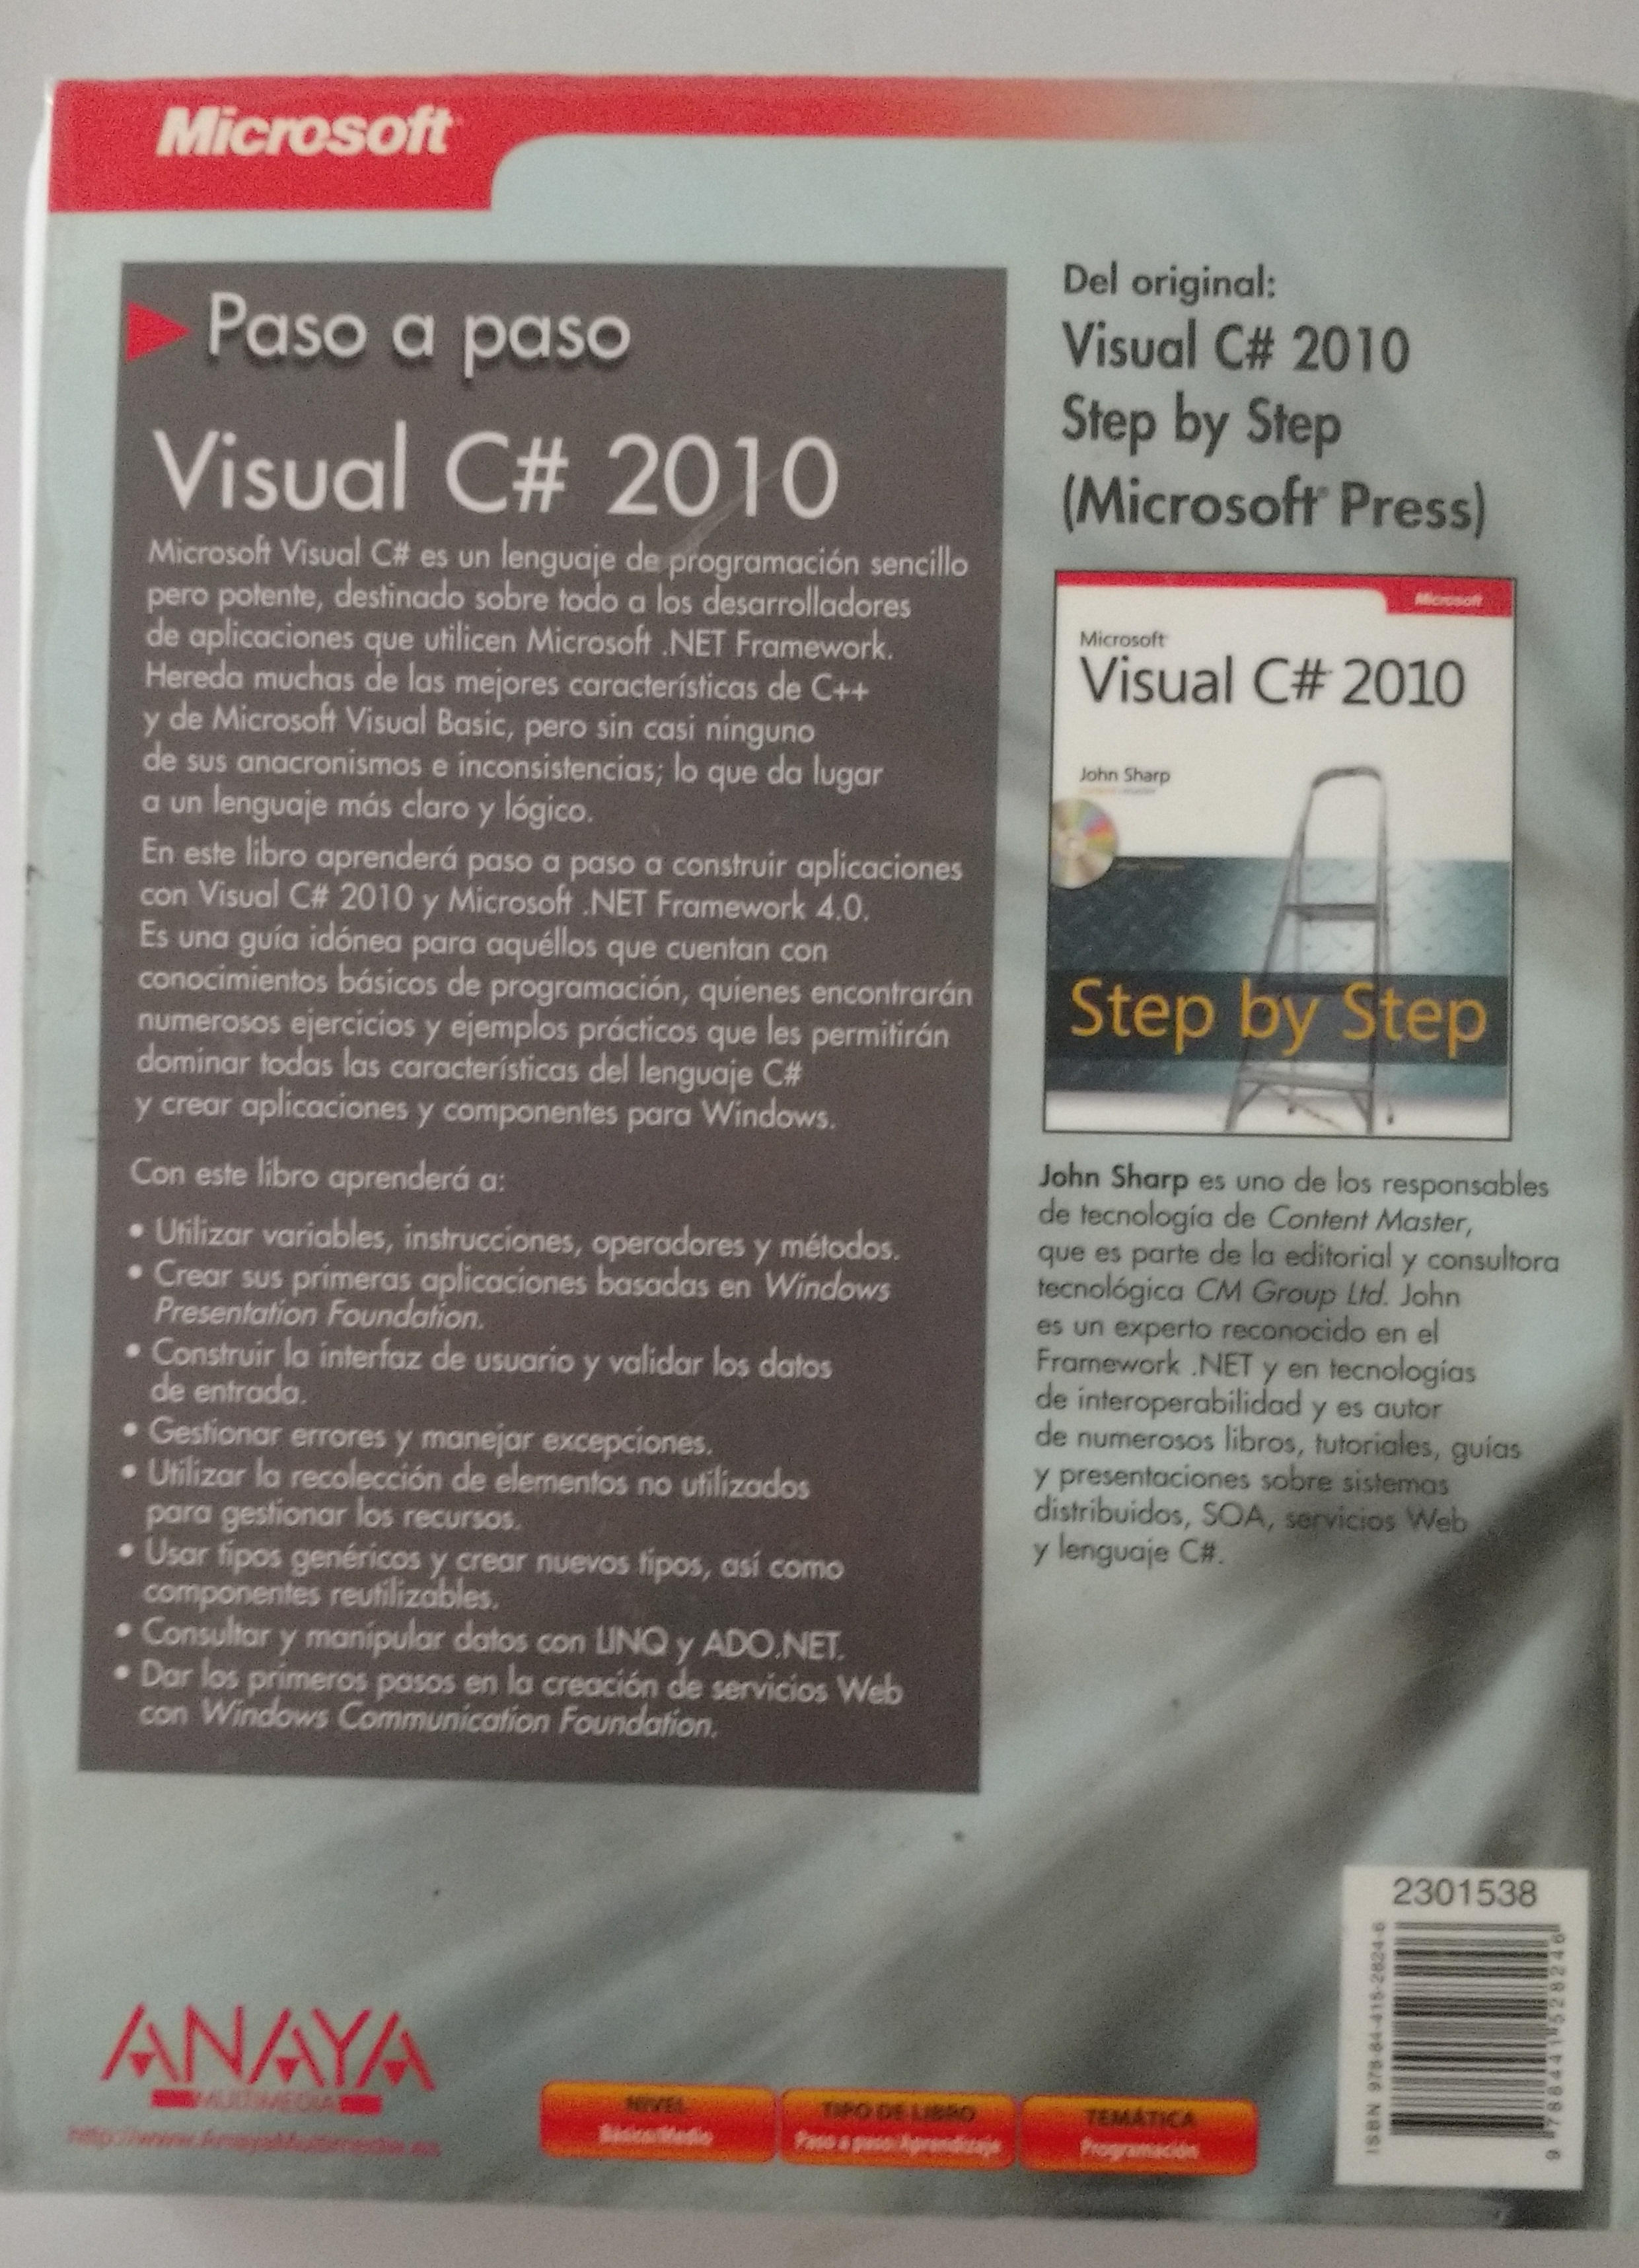 Microsoft
Paso a paso
Visual C# 2010
Microsoft Visual C# es un lenguaje de programación sencillo
pero potente, destinado sobre todo a los desarrolladores
de aplicaciones que utilicen Microsoft .NET Framework.
Hereda muchas de las mejores características de C++
y de Microsoft Visual Basic, pero sin casi ninguno
de sus anacronismos e inconsistencias; lo que da lugar
a un lenguaje más claro y lógico.
En este libro aprenderá paso a paso a construir aplicaciones
con Visual C# 2010 y Microsoft .NET Framework 4.0.
Es una guía idónea para aquéllos que cuentan con
conocimientos básicos de programación, quienes encontrarán
numerosos ejercicios y ejemplos prácticos que les permitirán
dominar todas las características del lenguaje C#
y crear aplicaciones y componentes para Windows.
Con este libro aprenderá a:
• Utilizar variables, instrucciones, operadores y métodos.
• Crear sus primeras aplicaciones basadas en Windows
Presentation Foundation.
• Construir la interfaz de usuario y validar los datos
de entrada.
• Gestionar errores y manejar excepciones.
• Utilizar la recolección de elementos no utilizados
para gestionar los recursos.
• Usar tipos genéricos y crear nuevos tipos, así como
componentes reutilizables.
• Consultar y manipular datos con LINQ y ADO.NET.
• Dar los primeros pasos en la creación de servicios Web
con Windows Communication Foundation.
Del original:
Visual C# 2010
Step by Step
(Microsoft® Press)
Microsoft
Microsoft
Visual C# 2010
John Sharp
Step by Step
John Sharp es uno de los responsables
de tecnología de Content Master,
que es parte de la editorial y consultora
tecnológica CM Group Ltd. John
es un experto reconocido en el
Framework .NET y en tecnologías
de interoperabilidad y es autor
de numerosos libros, tutoriales, guías
y presentaciones sobre sistemas
distribuidos, SOA, servicios Web
y lenguaje C#.
ANAYA
MULTIMEDIA
http://www.AnayaMultimedia.es
NIVEL
Básico/Medio
TIPO DE LIBRO
Paso a paso/Aprendizaje
TEMÁTICA
Programación
2301538
ISBN 978-84-415-2824-6
9 788441 528246